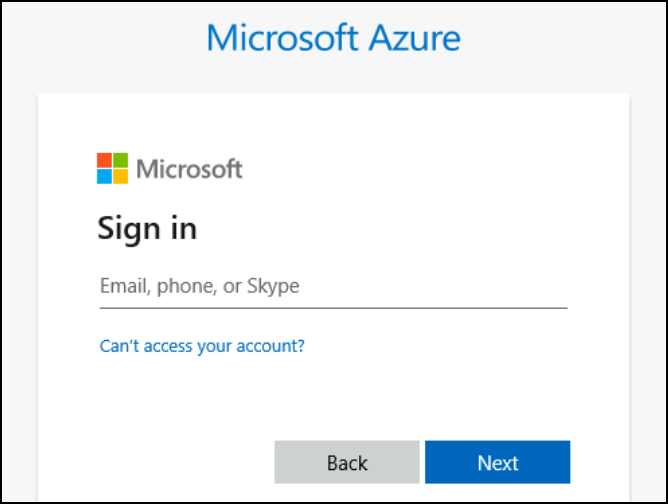 Microsoft Azure
Microsoft
Sign in
Email, phone, or Skype
Can't access your account?
Back
Next